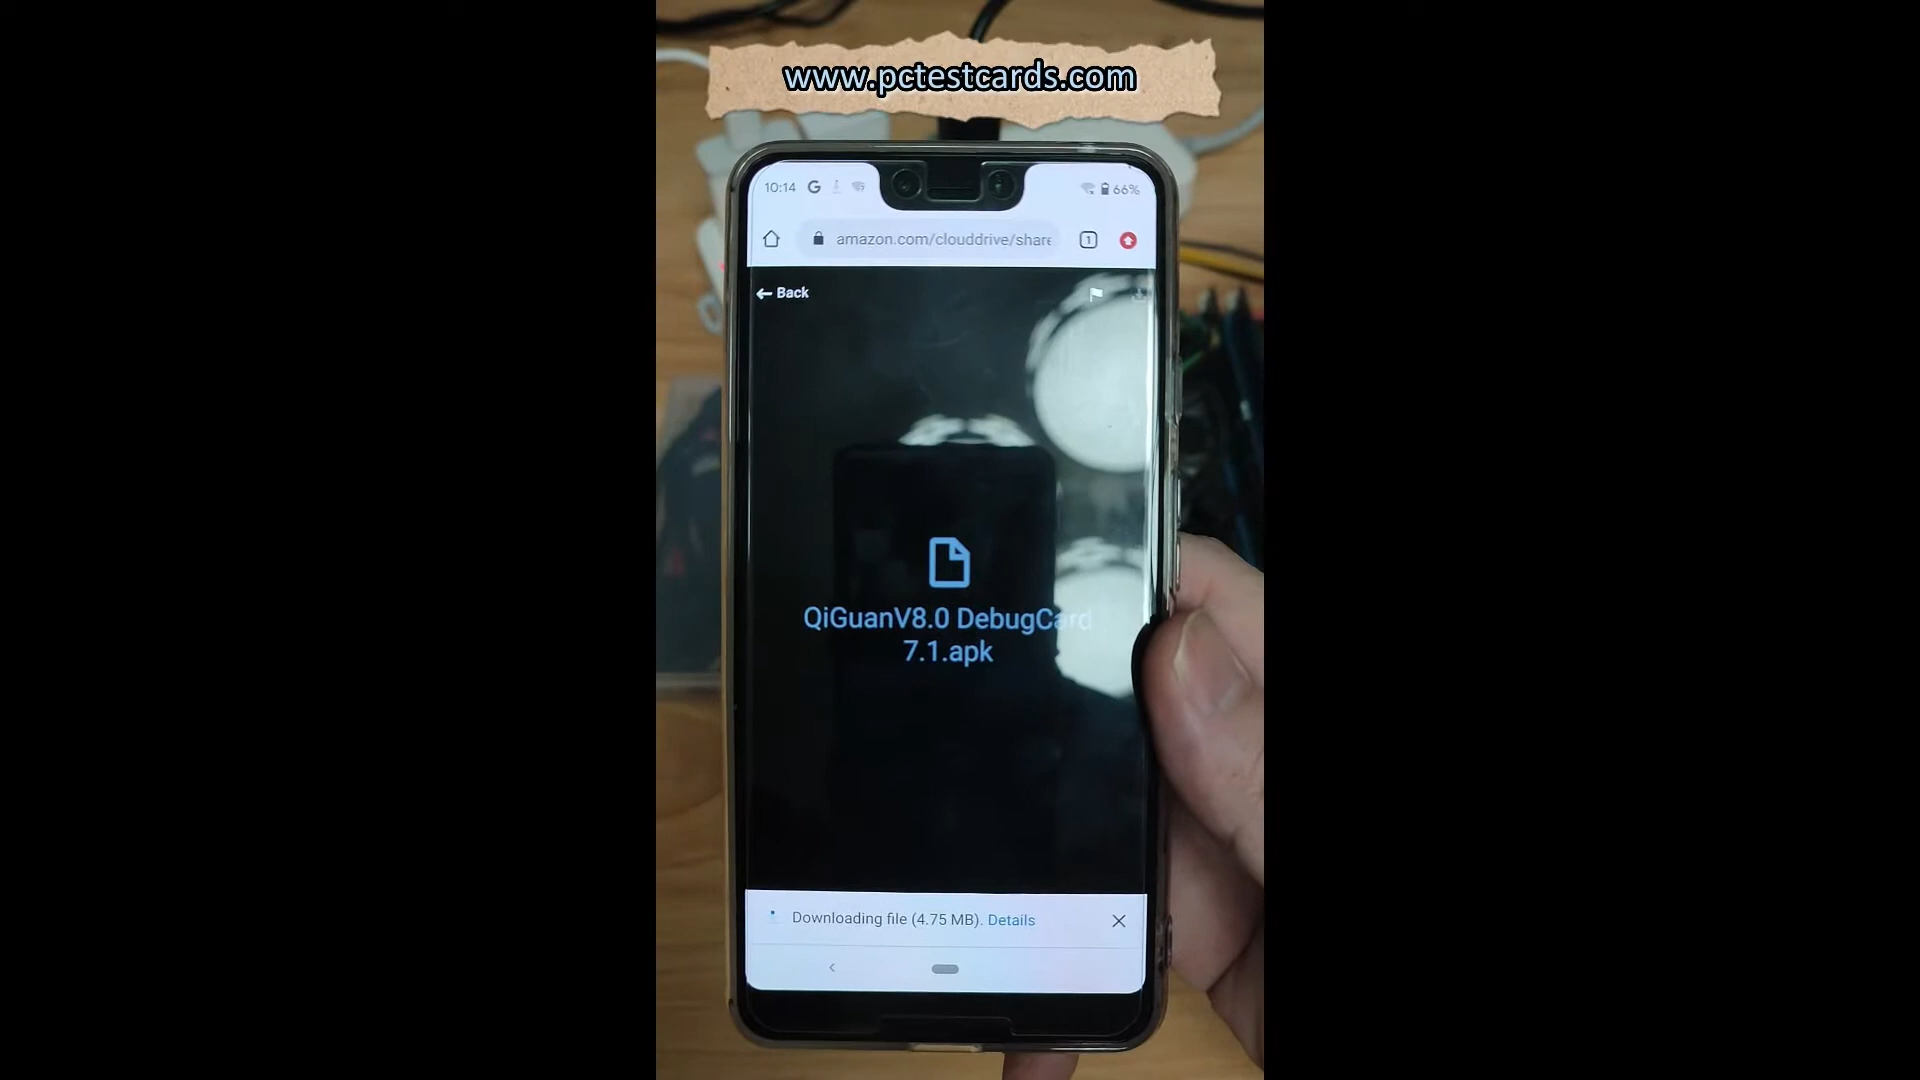 www.pctestcards.com
10:14
66%
amazon.com/clouddrive/share
1
Back
QiGuanV8.0 DebugCard
7.1.apk
Downloading file (4.75 MB). Details